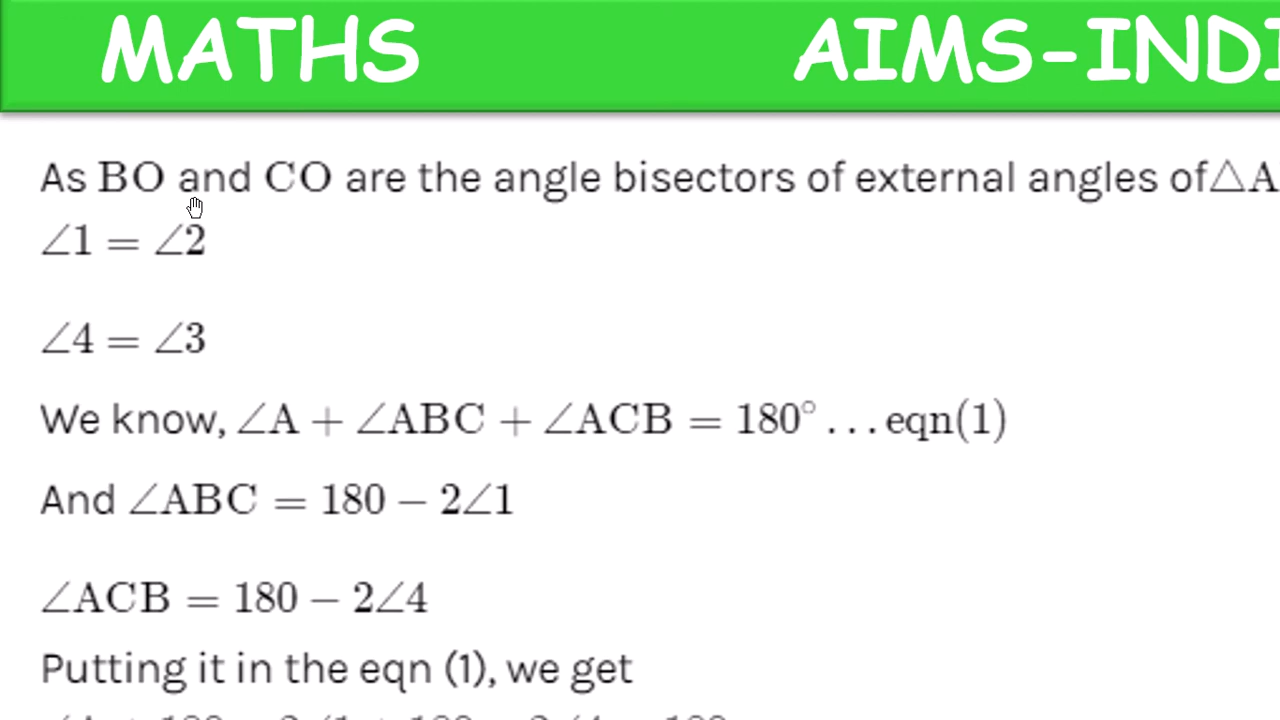 MATHS AIMS-INDI
As BO and CO are the angle bisectors of external angles of△A
∠1 = ∠2
∠4 = ∠3
We know, ∠A + ∠ABC + ∠ACB = 180° …eqn(1)
And ∠ABC = 180 − 2∠1
∠ACB = 180 − 2∠4
Putting it in the eqn (1), we get